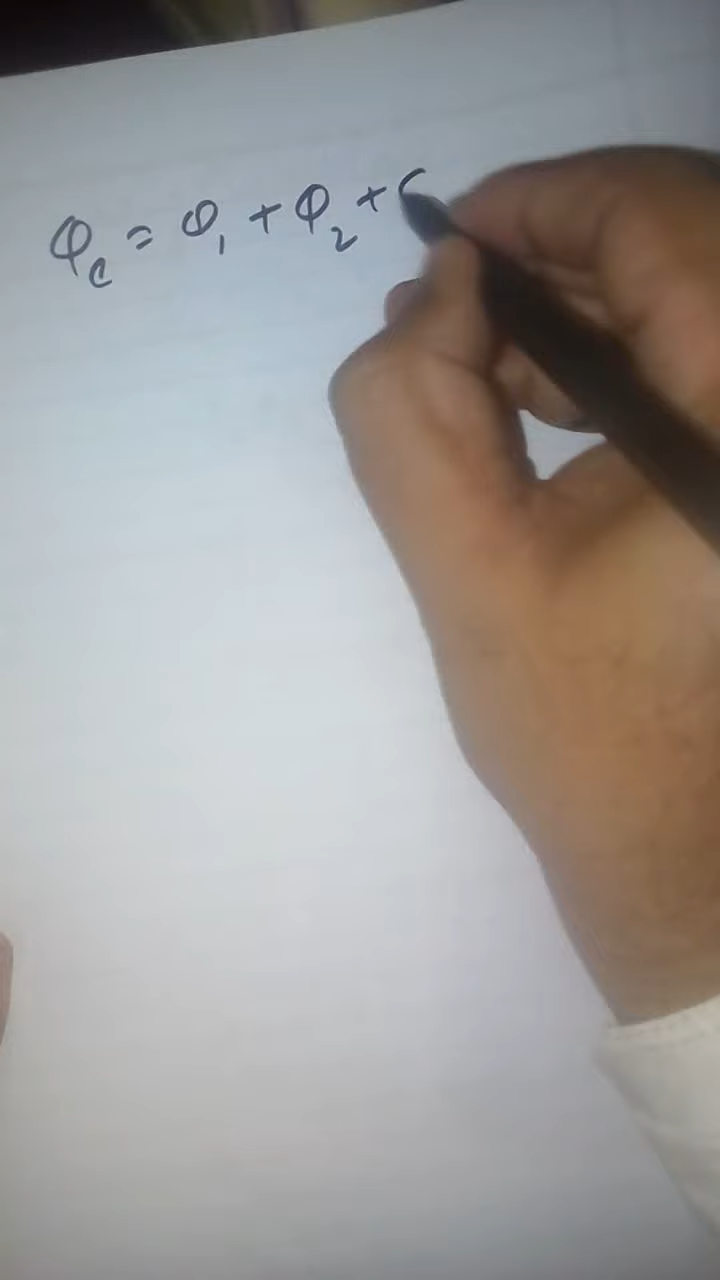 Φc = Φ1 + Φ2 +